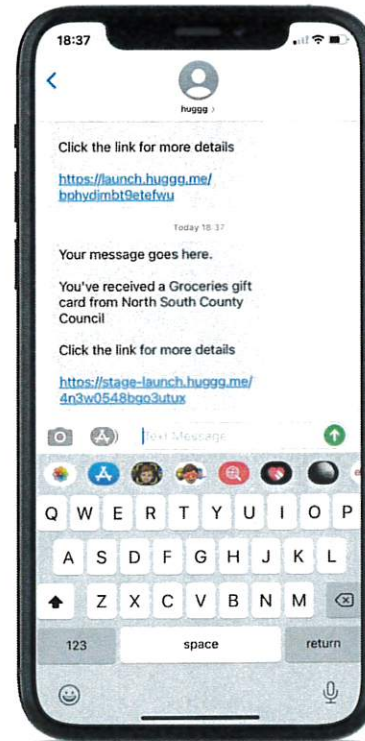 18:37
huggg >
Click the link for more details
https://launch.huggg.me/
bphydjmbt9etefwu
Today 18:37
Your message goes here.
You've received a Groceries gift
card from North South County
Council
Click the link for more details
https://stage-launch.huggg.me/
4n3w0548bgo3utux
Text Message
Q W E R T Y U I O P
A S D F G H J K L
Z X C V B N M
123 space return